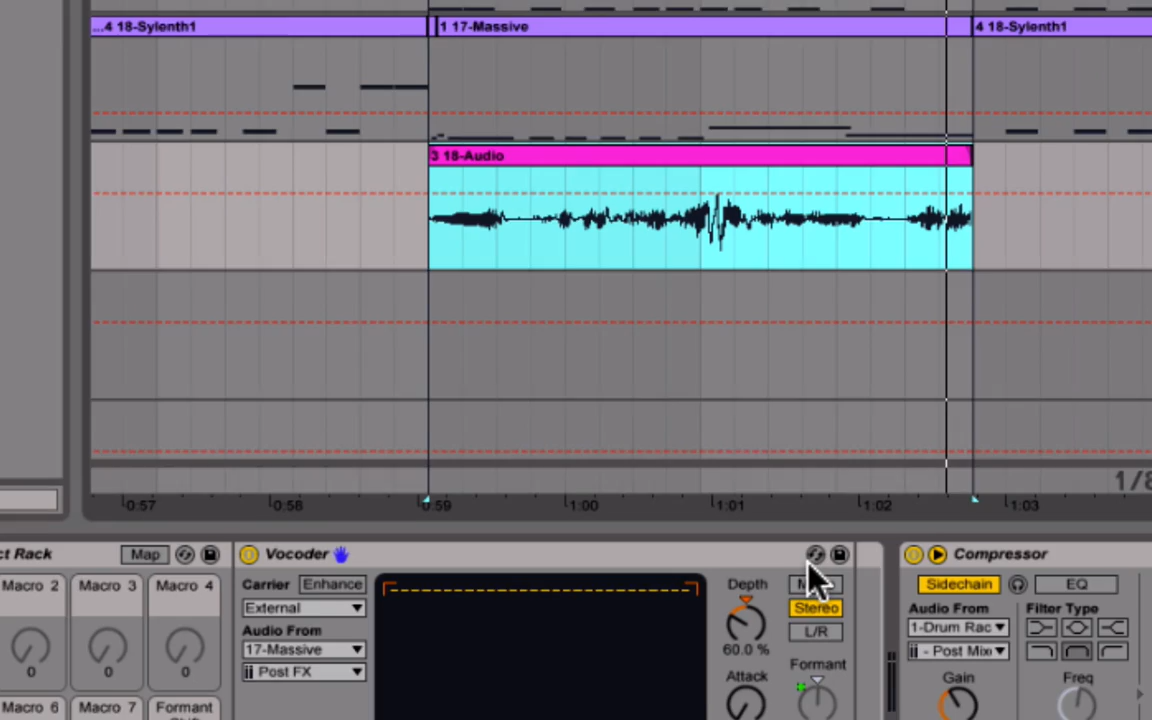 ...4 18-Sylenth1
1 17-Massive
4 18-Sylenth1
3 18-Audio
1/8
0:57
0:58
0:59
1:00
1:01
1:02
1:03
ct Rack
Map
Macro 2
Macro 3
Macro 4
0
0
0
Macro 6
Macro 7
Formant
Vocoder
Carrier
Enhance
External
Audio From
17-Massive
Post FX
Depth
60.0 %
Attack
Stereo
L/R
Formant
Compressor
Sidechain
EQ
Audio From
Filter Type
1-Drum Rac
- Post Mix
Gain
Freq